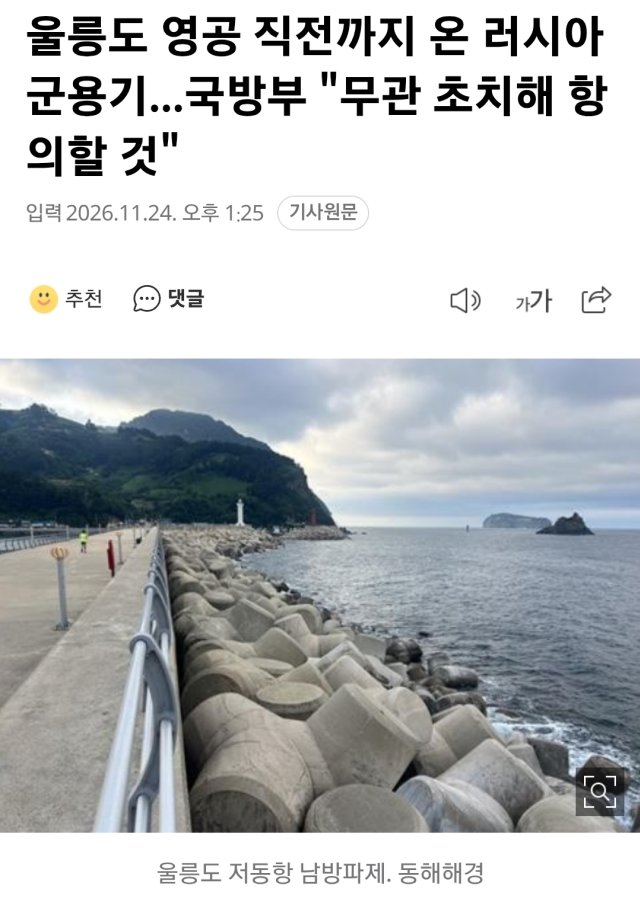 울릉도 영공 직전까지 온 러시아
군용기...국방부 "무관 초치해 항
의할 것"
입력 2026.11.24. 오후 1:25 기사원문
추천 댓글 가가
울릉도 저동항 남방파제. 동해해경